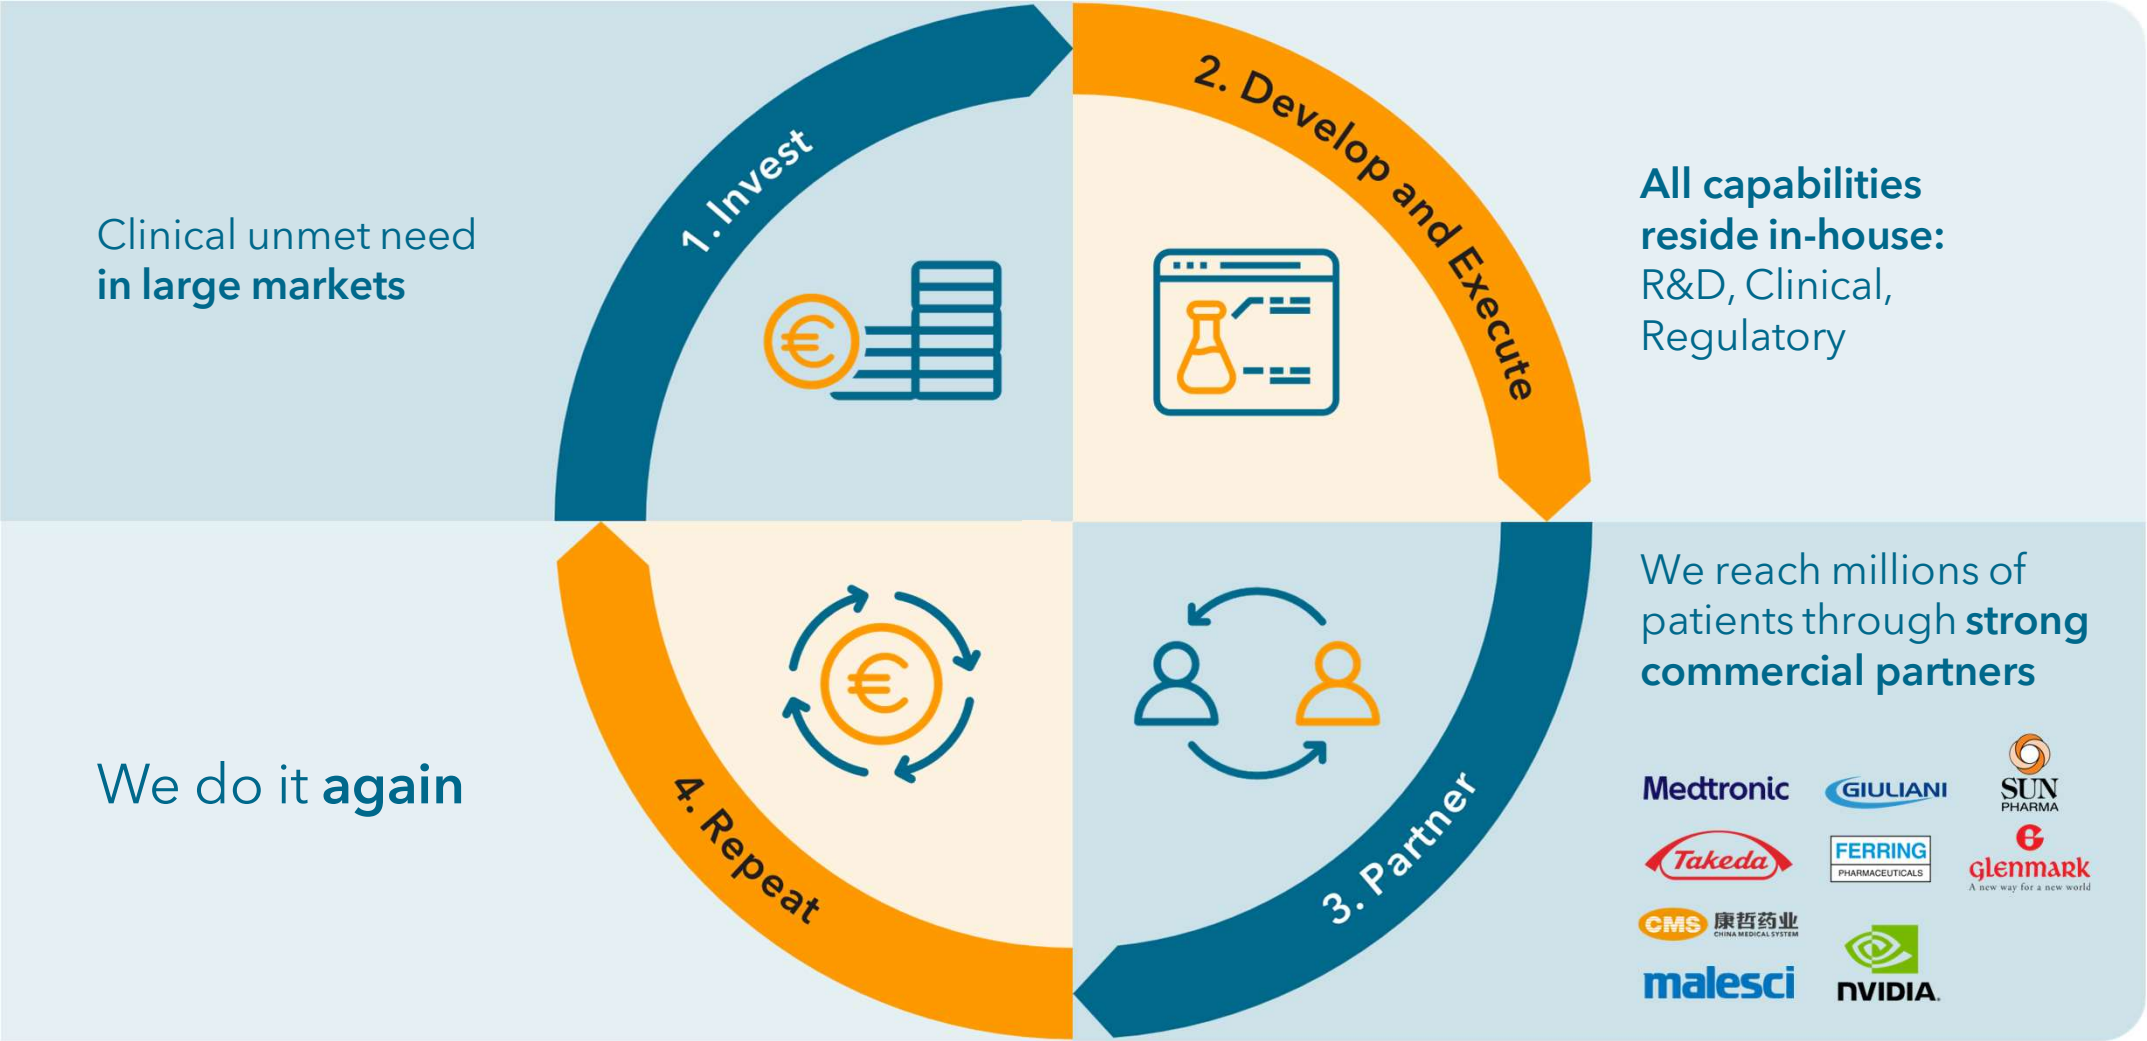 Clinical unmet need
in large markets
1. Invest
2. Develop and Execute
All capabilities
reside in-house:
R&D, Clinical,
Regulatory
We reach millions of
patients through strong
commercial partners
3. Partner
Medtronic
GIULIANI
SUN
PHARMA
Takeda
FERRING
PHARMACEUTICALS
glenmark
A new way for a new world
CMS 康哲药业
CHINA MEDICAL SYSTEM
malesci
NVIDIA.
4. Repeat
We do it again
€
€